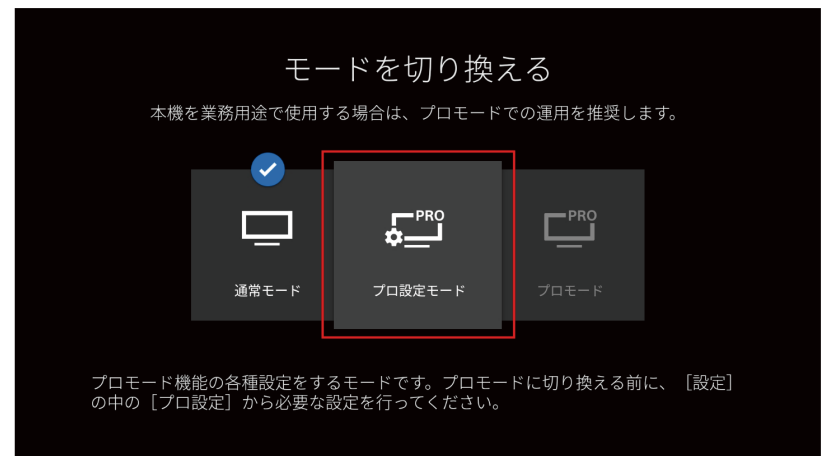 モードを切り換える
本機を業務用途で使用する場合は、プロモードでの運用を推奨します。
PRO
PRO
通常モード
プロ設定モード
プロモード
プロモード機能の各種設定をするモードです。プロモードに切り換える前に、［設定］
の中の［プロ設定］から必要な設定を行ってください。